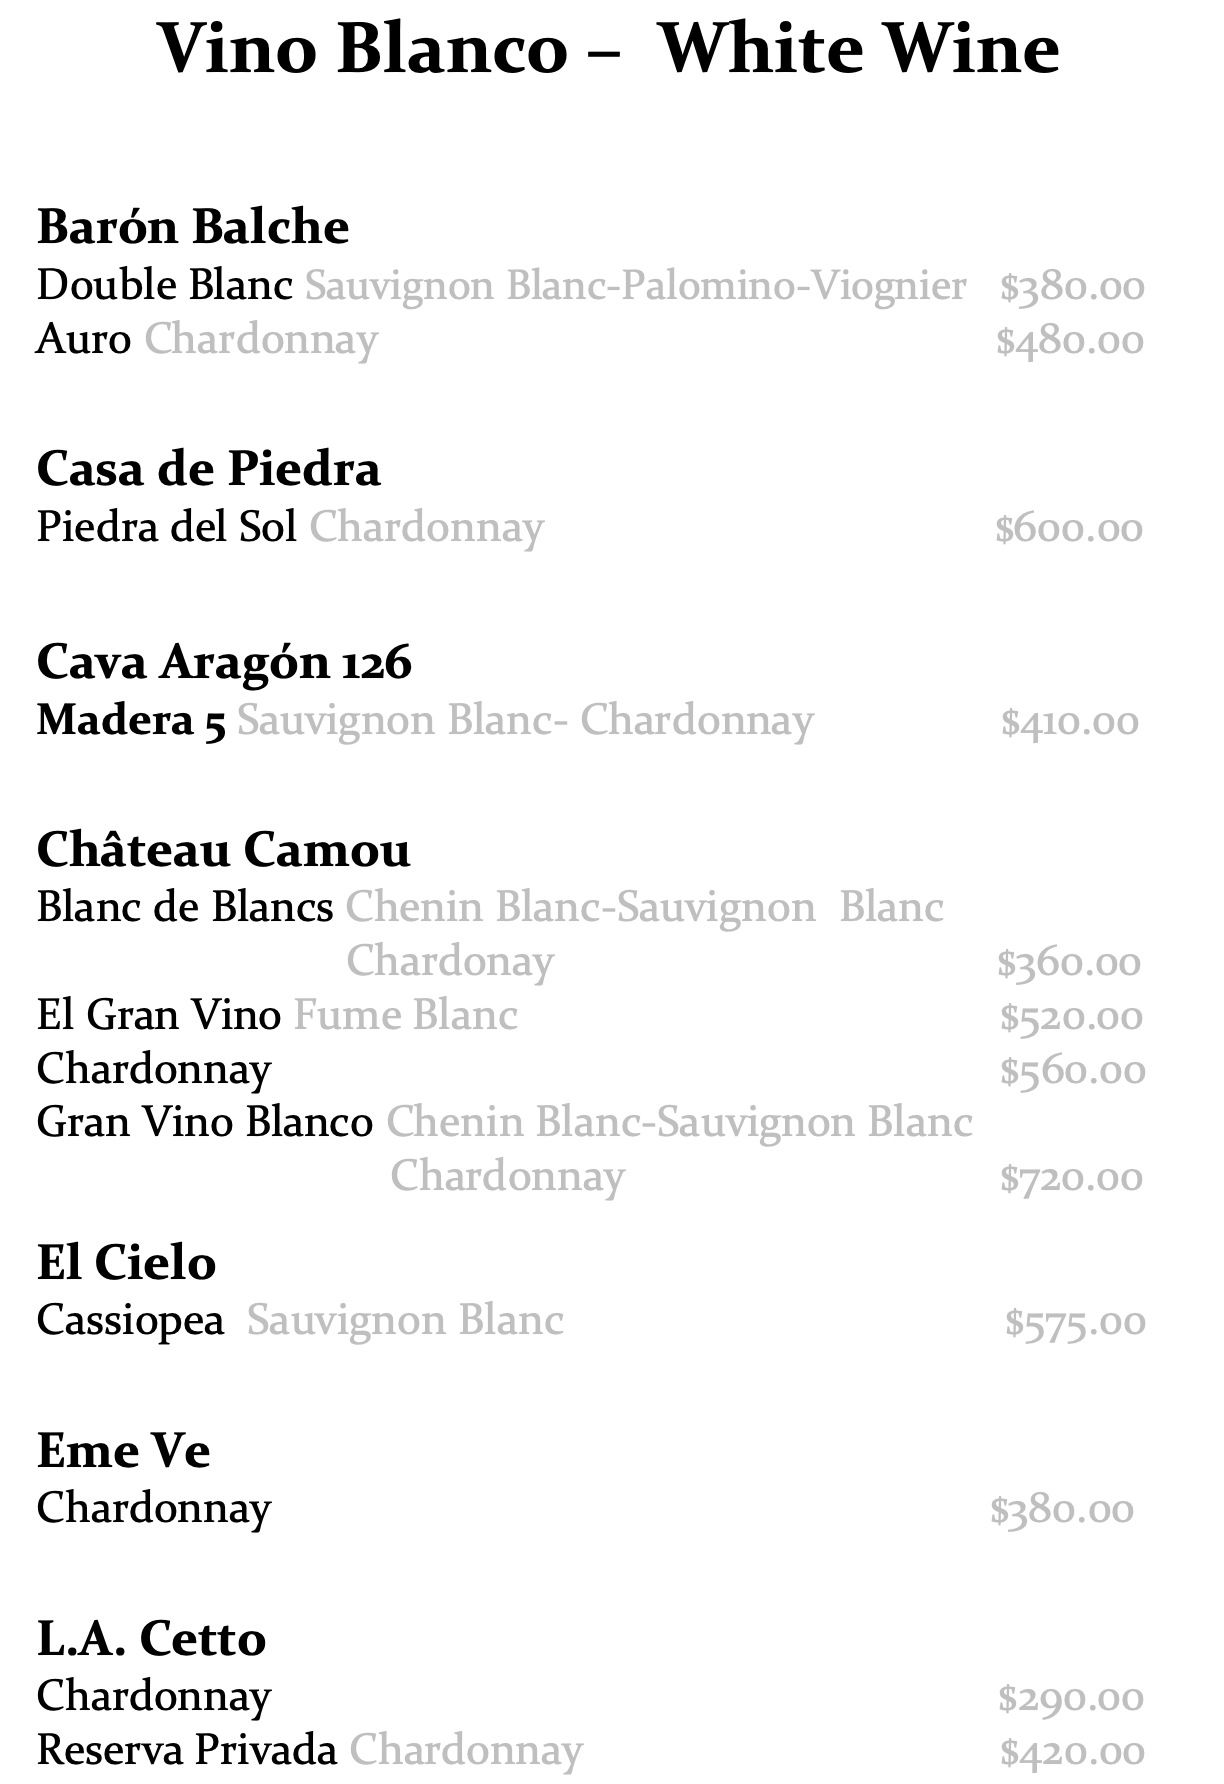 Vino Blanco – White Wine
Barón Balche
Double Blanc Sauvignon Blanc-Palomino-Viognier $380.00
Auro Chardonnay $480.00
Casa de Piedra
Piedra del Sol Chardonnay $600.00
Cava Aragón 126
Madera 5 Sauvignon Blanc- Chardonnay $410.00
Château Camou
Blanc de Blancs Chenin Blanc-Sauvignon Blanc
Chardonay $360.00
El Gran Vino Fume Blanc $520.00
Chardonnay $560.00
Gran Vino Blanco Chenin Blanc-Sauvignon Blanc
Chardonnay $720.00
El Cielo
Cassiopea Sauvignon Blanc $575.00
Eme Ve
Chardonnay $380.00
L.A. Cetto
Chardonnay $290.00
Reserva Privada Chardonnay $420.00